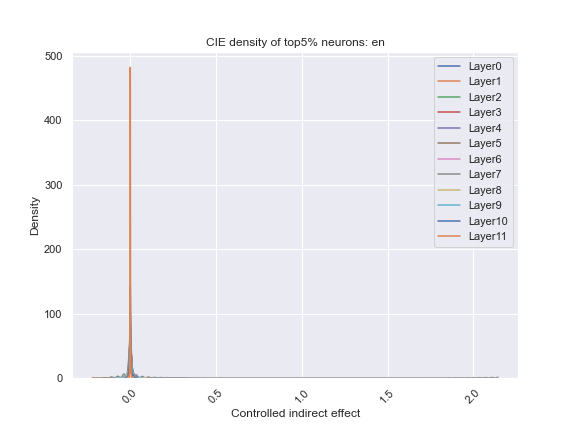 CIE density of top5% neurons: en
500
400
300
200
100
0
Density
Layer0
Layer1
Layer2
Layer3
Layer4
Layer5
Layer6
Layer7
Layer8
Layer9
Layer10
Layer11
0.0
0.5
1.0
1.5
2.0
Controlled indirect effect